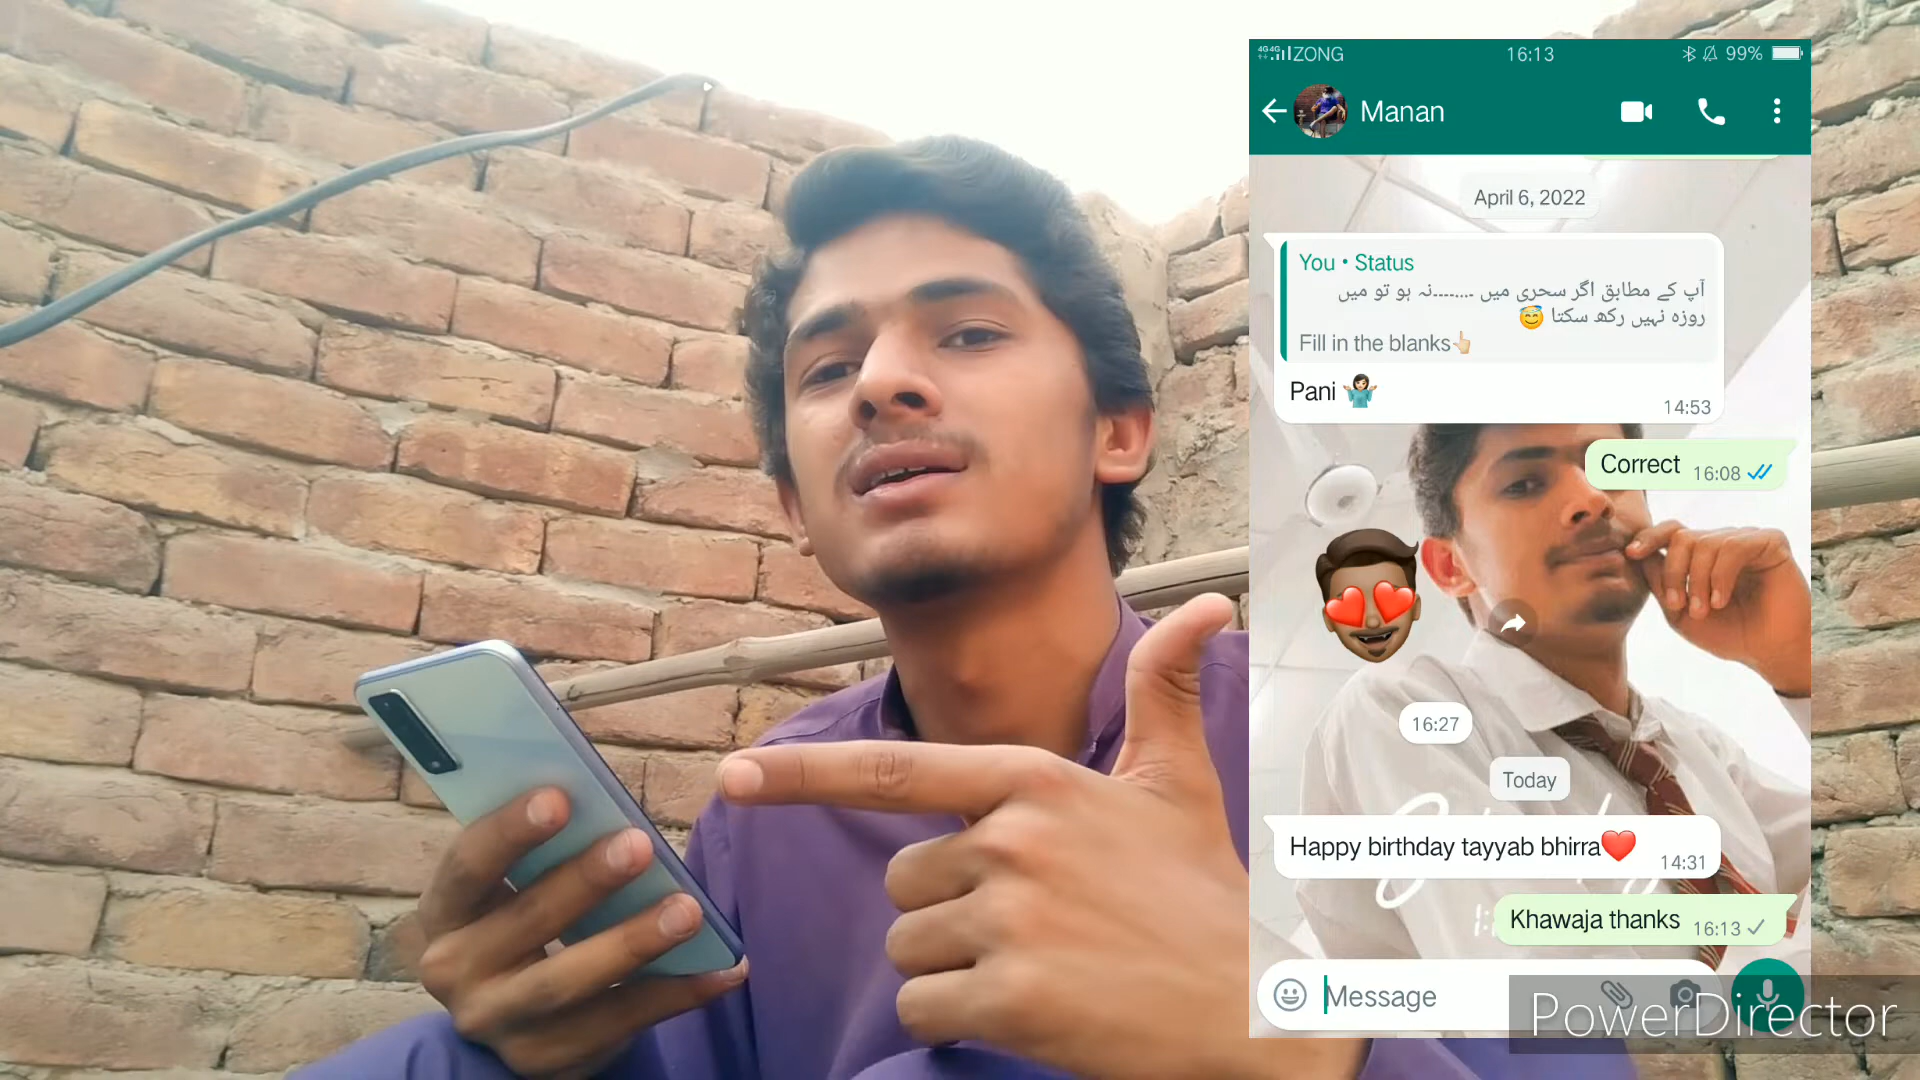 4G 4G ZONG 16:13 99%
Manan
April 6, 2022
You • Status
آپ کے مطابق اگر سحری میں ........نہ ہو تو میں
روزہ نہیں رکھ سکتا 😇
Fill in the blanks👆🏻
Pani 🤷🏻‍♀️
14:53
Correct 16:08
16:27
Today
Happy birthday tayyab bhirra❤️ 14:31
Khawaja thanks 16:13
Message
PowerDirector